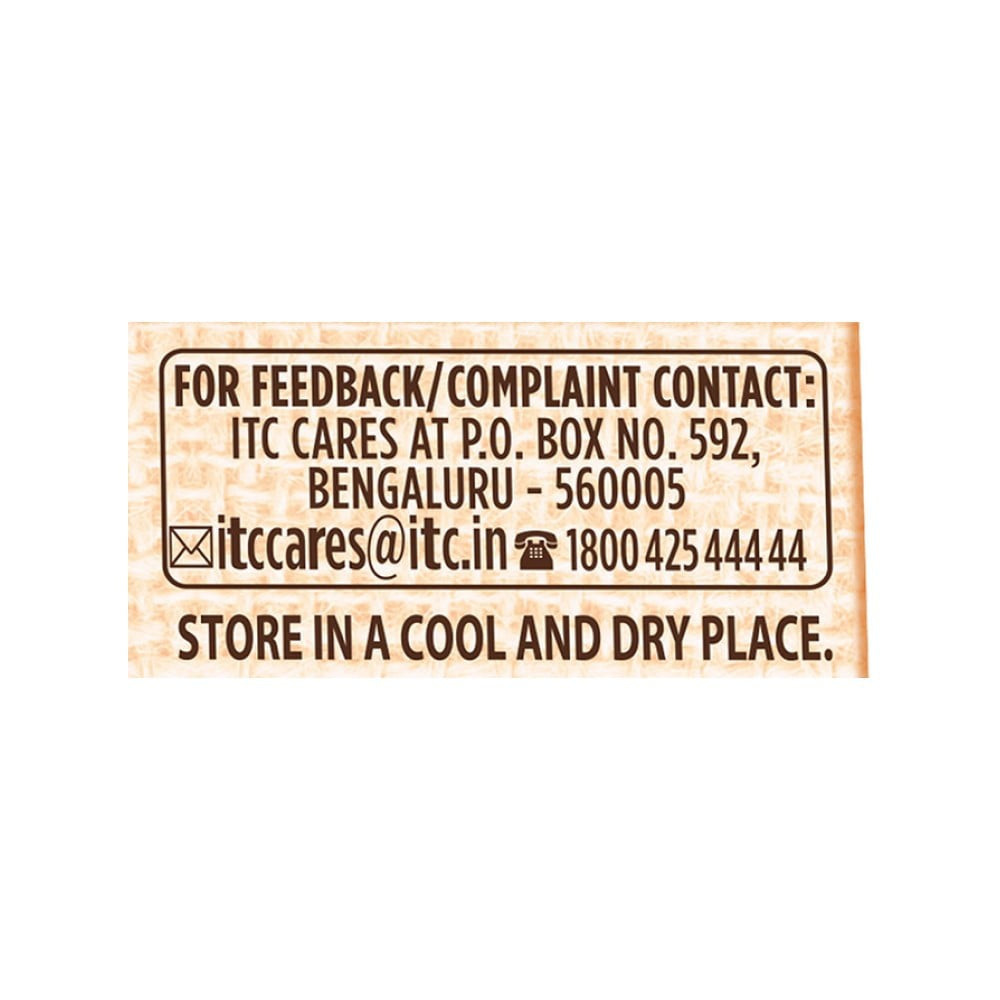 FOR FEEDBACK/COMPLAINT CONTACT:
ITC CARES AT P.O. BOX NO. 592,
BENGALURU - 560005
itccares@itc.in 1800 425 444 44
STORE IN A COOL AND DRY PLACE.